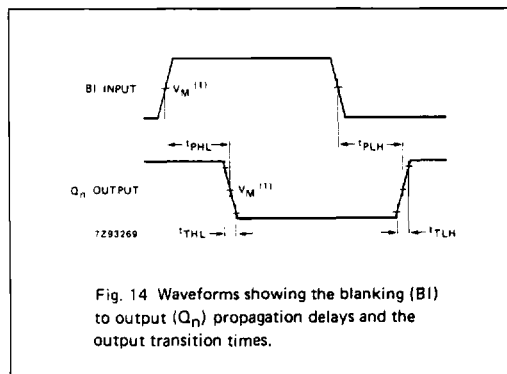 BI INPUT
VM (1)
tPHL
tPLH
Qn OUTPUT
VM (1)
7Z93269
tTHL
tTLH
Fig. 14 Waveforms showing the blanking (BI)
to output (Qn) propagation delays and the
output transition times.